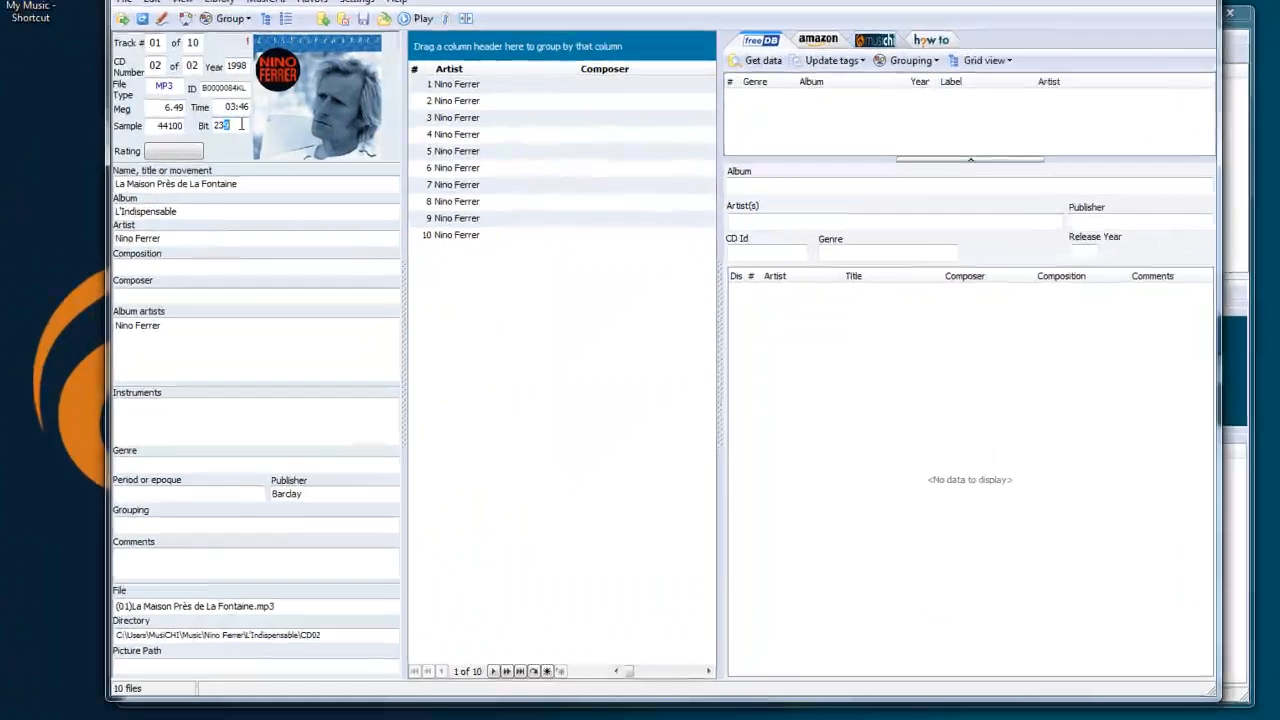 My Music -
Shortcut
File Edit View Library MusiCHI Flavors Settings Help
Group Play
Track # 01 of 10
CD Number 02 of 02 Year 1998
File Type MP3 ID B0000084KL
Meg 6.49 Time 03:46
Sample 44100 Bit 239
Rating
NINO
FERRER
Name, title or movement
La Maison Près de La Fontaine
Album
L'Indispensable
Artist
Nino Ferrer
Composition
Composer
Album artists
Nino Ferrer
Instruments
Genre
Period or epoque Publisher
Barclay
Grouping
Comments
File
(01)La Maison Près de La Fontaine.mp3
Directory
C:\Users\MusiCHI\Music\Nino Ferrer\L'Indispensable\CD02
Picture Path
10 files
Drag a column header here to group by that column
# Artist Composer
1 Nino Ferrer
2 Nino Ferrer
3 Nino Ferrer
4 Nino Ferrer
5 Nino Ferrer
6 Nino Ferrer
7 Nino Ferrer
8 Nino Ferrer
9 Nino Ferrer
10 Nino Ferrer
1 of 10
freeDB amazon musichi how to
Get data Update tags Grouping Grid view
# Genre Album Year Label Artist
Album
Artist(s) Publisher
CD Id Genre Release Year
Dis # Artist Title Composer Composition Comments
<No data to display>